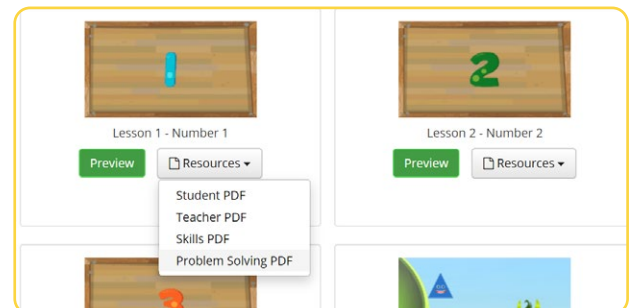 1
2
Lesson 1 - Number 1
Lesson 2 - Number 2
Preview
Resources
Preview
Resources
Student PDF
Teacher PDF
Skills PDF
Problem Solving PDF
3